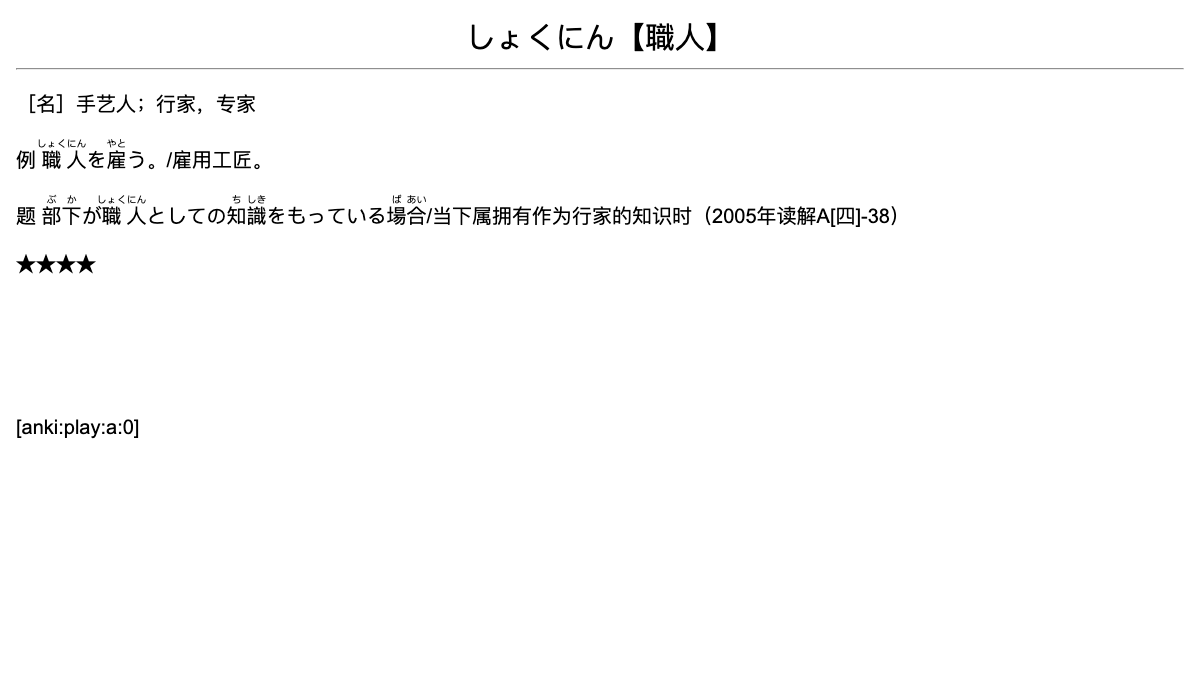 しょくにん【職人】
［名］手艺人；行家，专家
しょくにん やと
例 職人を雇う。/雇用工匠。
ぶ か しょくにん ち しき ば あい
题 部下が職人としての知識をもっている場合/当下属拥有作为行家的知识时（2005年读解A[四]-38）
★★★★
[anki:play:a:0]